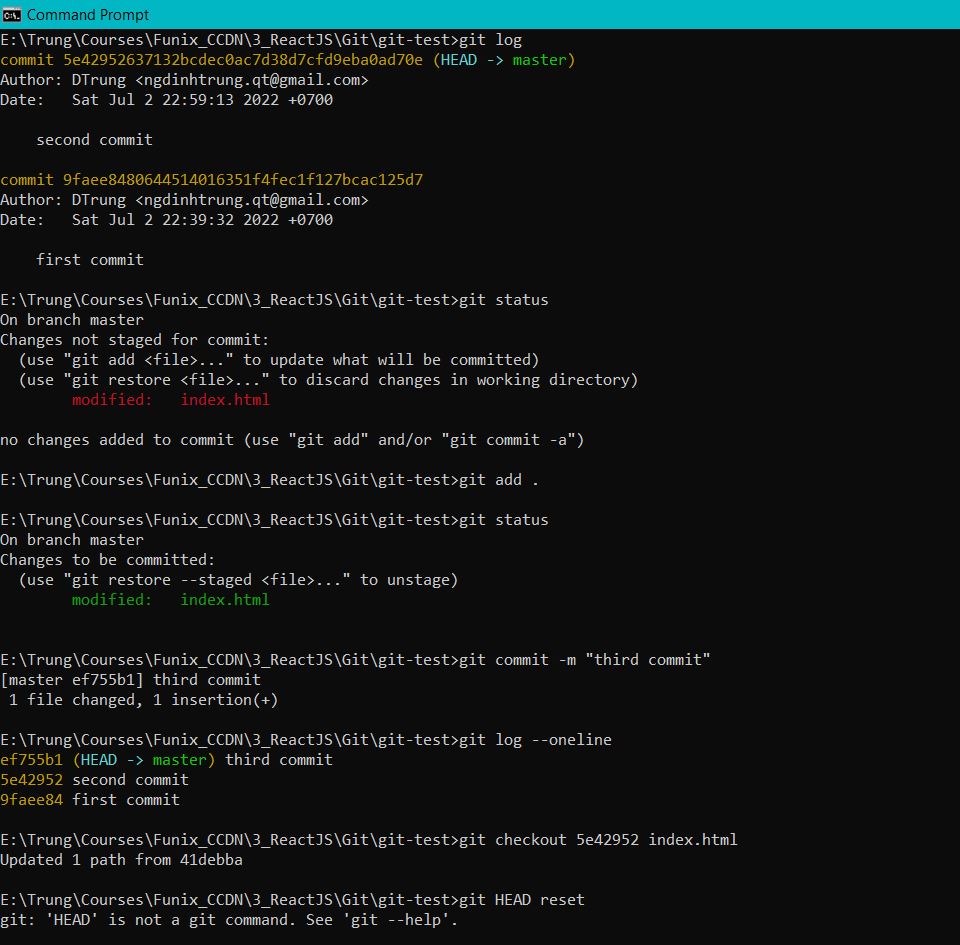 Command Prompt
E:\Trung\Courses\Funix_CCDN\3_ReactJS\Git\git-test>git log
commit 5e42952637132bcdec0ac7d38d7cfd9eba0ad70e (HEAD -> master)
Author: DTrung <ngdinhtrung.qt@gmail.com>
Date:   Sat Jul 2 22:59:13 2022 +0700
    second commit
commit 9faee8480644514016351f4fec1f127bcac125d7
Author: DTrung <ngdinhtrung.qt@gmail.com>
Date:   Sat Jul 2 22:39:32 2022 +0700
    first commit
E:\Trung\Courses\Funix_CCDN\3_ReactJS\Git\git-test>git status
On branch master
Changes not staged for commit:
  (use "git add <file>..." to update what will be committed)
  (use "git restore <file>..." to discard changes in working directory)
        modified:   index.html
no changes added to commit (use "git add" and/or "git commit -a")
E:\Trung\Courses\Funix_CCDN\3_ReactJS\Git\git-test>git add .
E:\Trung\Courses\Funix_CCDN\3_ReactJS\Git\git-test>git status
On branch master
Changes to be committed:
  (use "git restore --staged <file>..." to unstage)
        modified:   index.html
E:\Trung\Courses\Funix_CCDN\3_ReactJS\Git\git-test>git commit -m "third commit"
[master ef755b1] third commit
 1 file changed, 1 insertion(+)
E:\Trung\Courses\Funix_CCDN\3_ReactJS\Git\git-test>git log --oneline
ef755b1 (HEAD -> master) third commit
5e42952 second commit
9faee84 first commit
E:\Trung\Courses\Funix_CCDN\3_ReactJS\Git\git-test>git checkout 5e42952 index.html
Updated 1 path from 41debba
E:\Trung\Courses\Funix_CCDN\3_ReactJS\Git\git-test>git HEAD reset
git: 'HEAD' is not a git command. See 'git --help'.